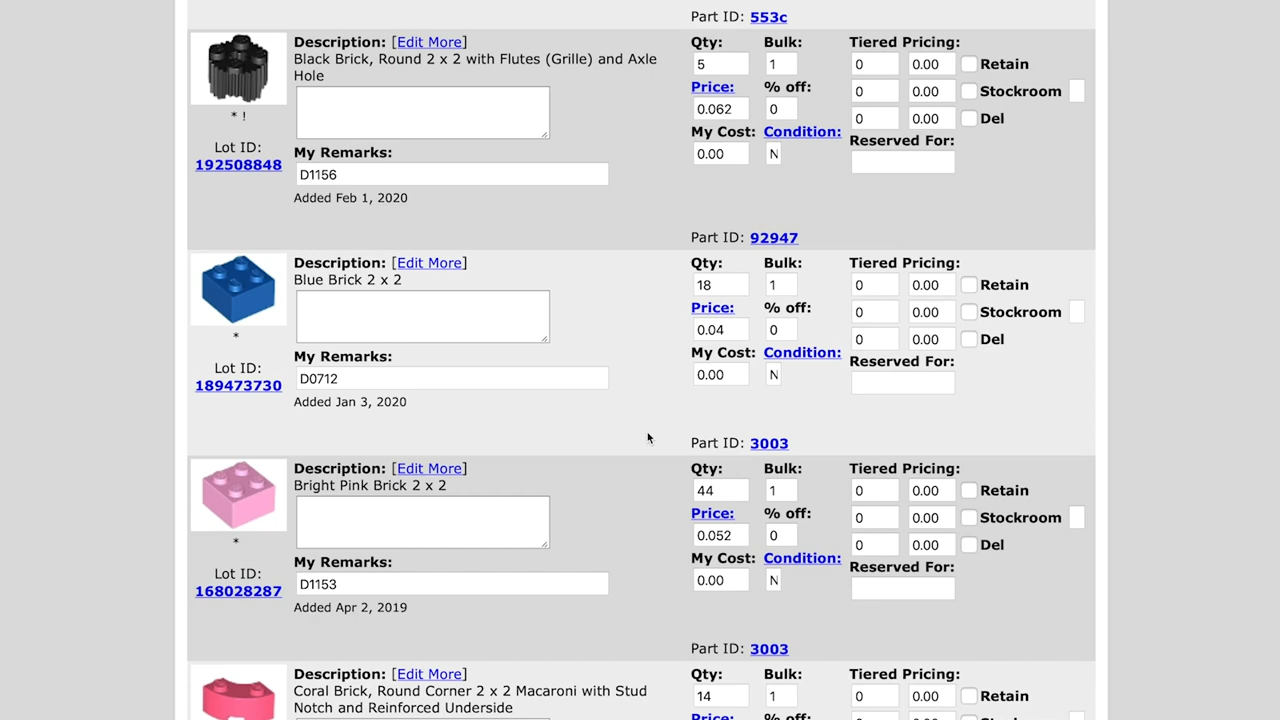 Part ID: 553c
Description: [Edit More]
Black Brick, Round 2 x 2 with Flutes (Grille) and Axle
Hole
* !
Lot ID:
192508848
My Remarks:
D1156
Added Feb 1, 2020
Qty: Bulk: Tiered Pricing:
5 1 0 0.00 Retain
Price: % off: 0 0.00 Stockroom
0.062 0 0 0.00 Del
My Cost: Condition: Reserved For:
0.00 N
Part ID: 92947
Description: [Edit More]
Blue Brick 2 x 2
*
Lot ID:
189473730
My Remarks:
D0712
Added Jan 3, 2020
Qty: Bulk: Tiered Pricing:
18 1 0 0.00 Retain
Price: % off: 0 0.00 Stockroom
0.04 0 0 0.00 Del
My Cost: Condition: Reserved For:
0.00 N
Part ID: 3003
Description: [Edit More]
Bright Pink Brick 2 x 2
*
Lot ID:
168028287
My Remarks:
D1153
Added Apr 2, 2019
Qty: Bulk: Tiered Pricing:
44 1 0 0.00 Retain
Price: % off: 0 0.00 Stockroom
0.052 0 0 0.00 Del
My Cost: Condition: Reserved For:
0.00 N
Part ID: 3003
Description: [Edit More]
Coral Brick, Round Corner 2 x 2 Macaroni with Stud
Notch and Reinforced Underside
Qty: Bulk: Tiered Pricing:
14 1 0 0.00 Retain
Price: % off: